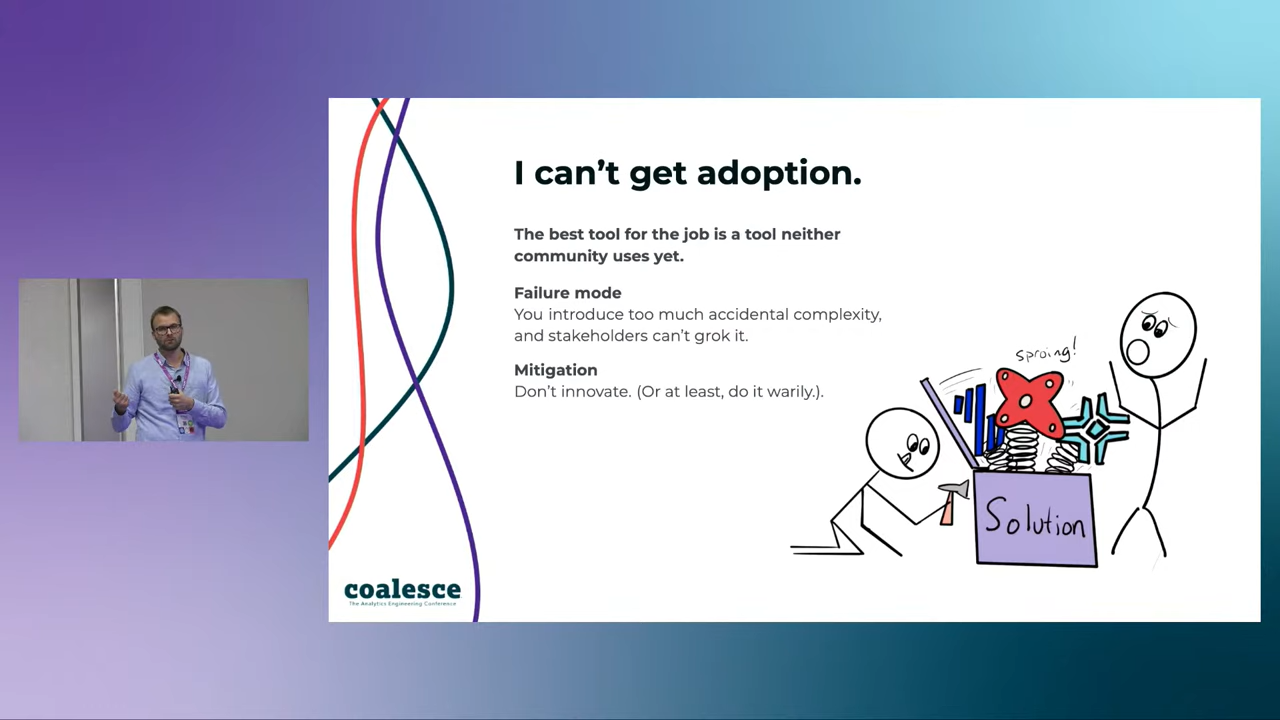 I can't get adoption.
The best tool for the job is a tool neither
community uses yet.
Failure mode
You introduce too much accidental complexity,
and stakeholders can't grok it.
Mitigation
Don't innovate. (Or at least, do it warily.).
sproing!
Solution
coalesce
The Analytics Engineering Conference